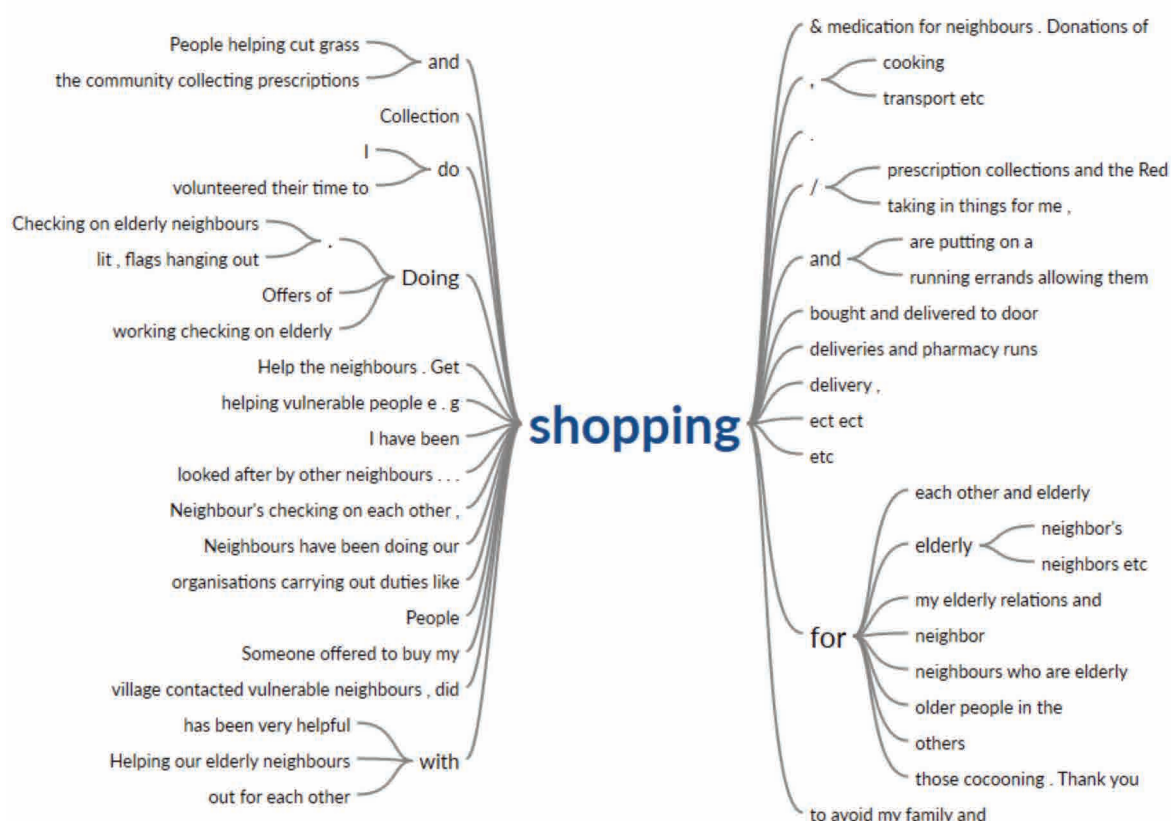 People helping cut grass
the community collecting prescriptions
and
Collection
I
volunteered their time to
do
Checking on elderly neighbours
lit , flags hanging out
.
Offers of
working checking on elderly
Doing
Help the neighbours . Get
helping vulnerable people e . g
I have been
looked after by other neighbours . . .
Neighbour's checking on each other ,
Neighbours have been doing our
organisations carrying out duties like
People
Someone offered to buy my
village contacted vulnerable neighbours , did
has been very helpful
Helping our elderly neighbours
out for each other
with
shopping
& medication for neighbours . Donations of
,
cooking
transport etc
.
/
prescription collections and the Red
taking in things for me ,
and
are putting on a
running errands allowing them
bought and delivered to door
deliveries and pharmacy runs
delivery ,
ect ect
etc
for
each other and elderly
elderly
neighbor's
neighbors etc
my elderly relations and
neighbor
neighbours who are elderly
older people in the
others
those cocooning . Thank you
to avoid my family and